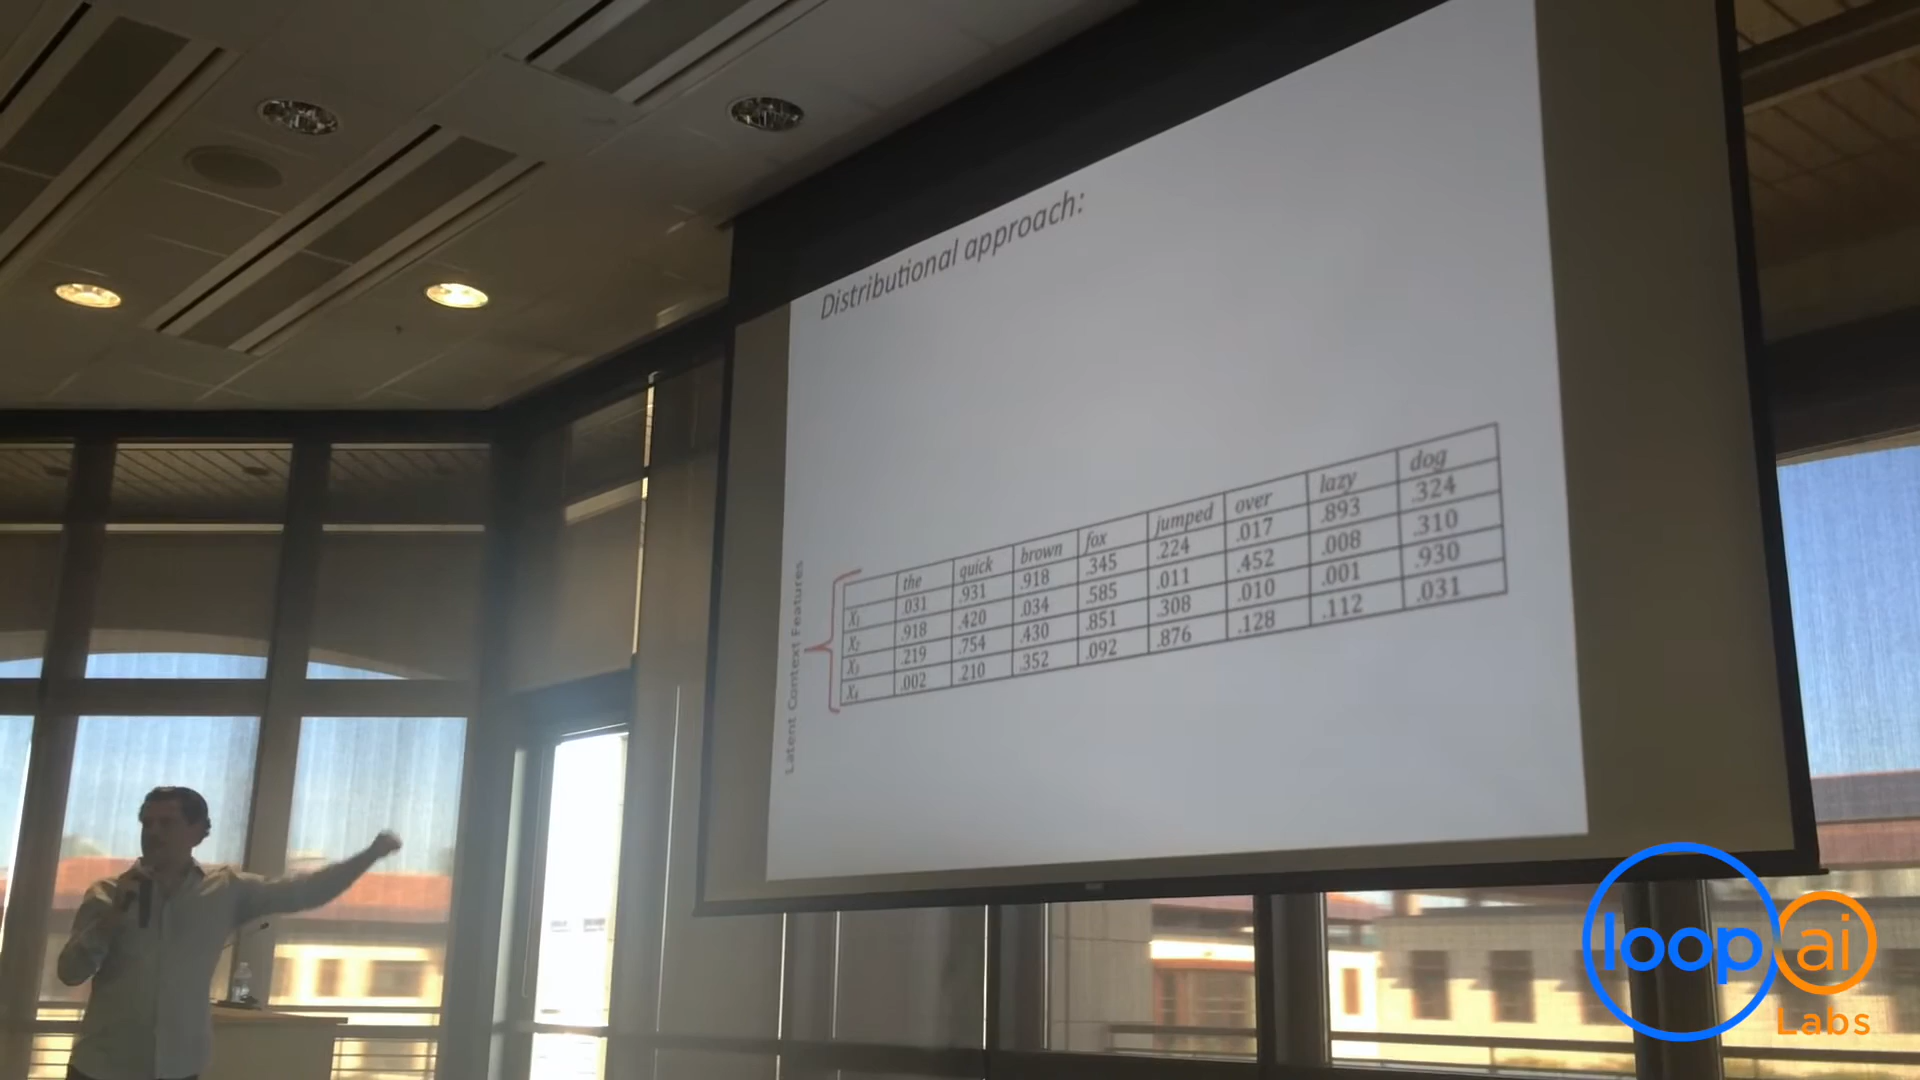 Distributional approach:
Latent Context Features
the quick brown fox jumped over lazy dog
X1 .031 .931 .918 .345 .224 .017 .893 .324
X2 .918 .420 .034 .585 .011 .452 .008 .310
X3 .219 .754 .430 .851 .308 .010 .001 .930
X4 .002 .210 .352 .092 .876 .128 .112 .031
loop ai
Labs